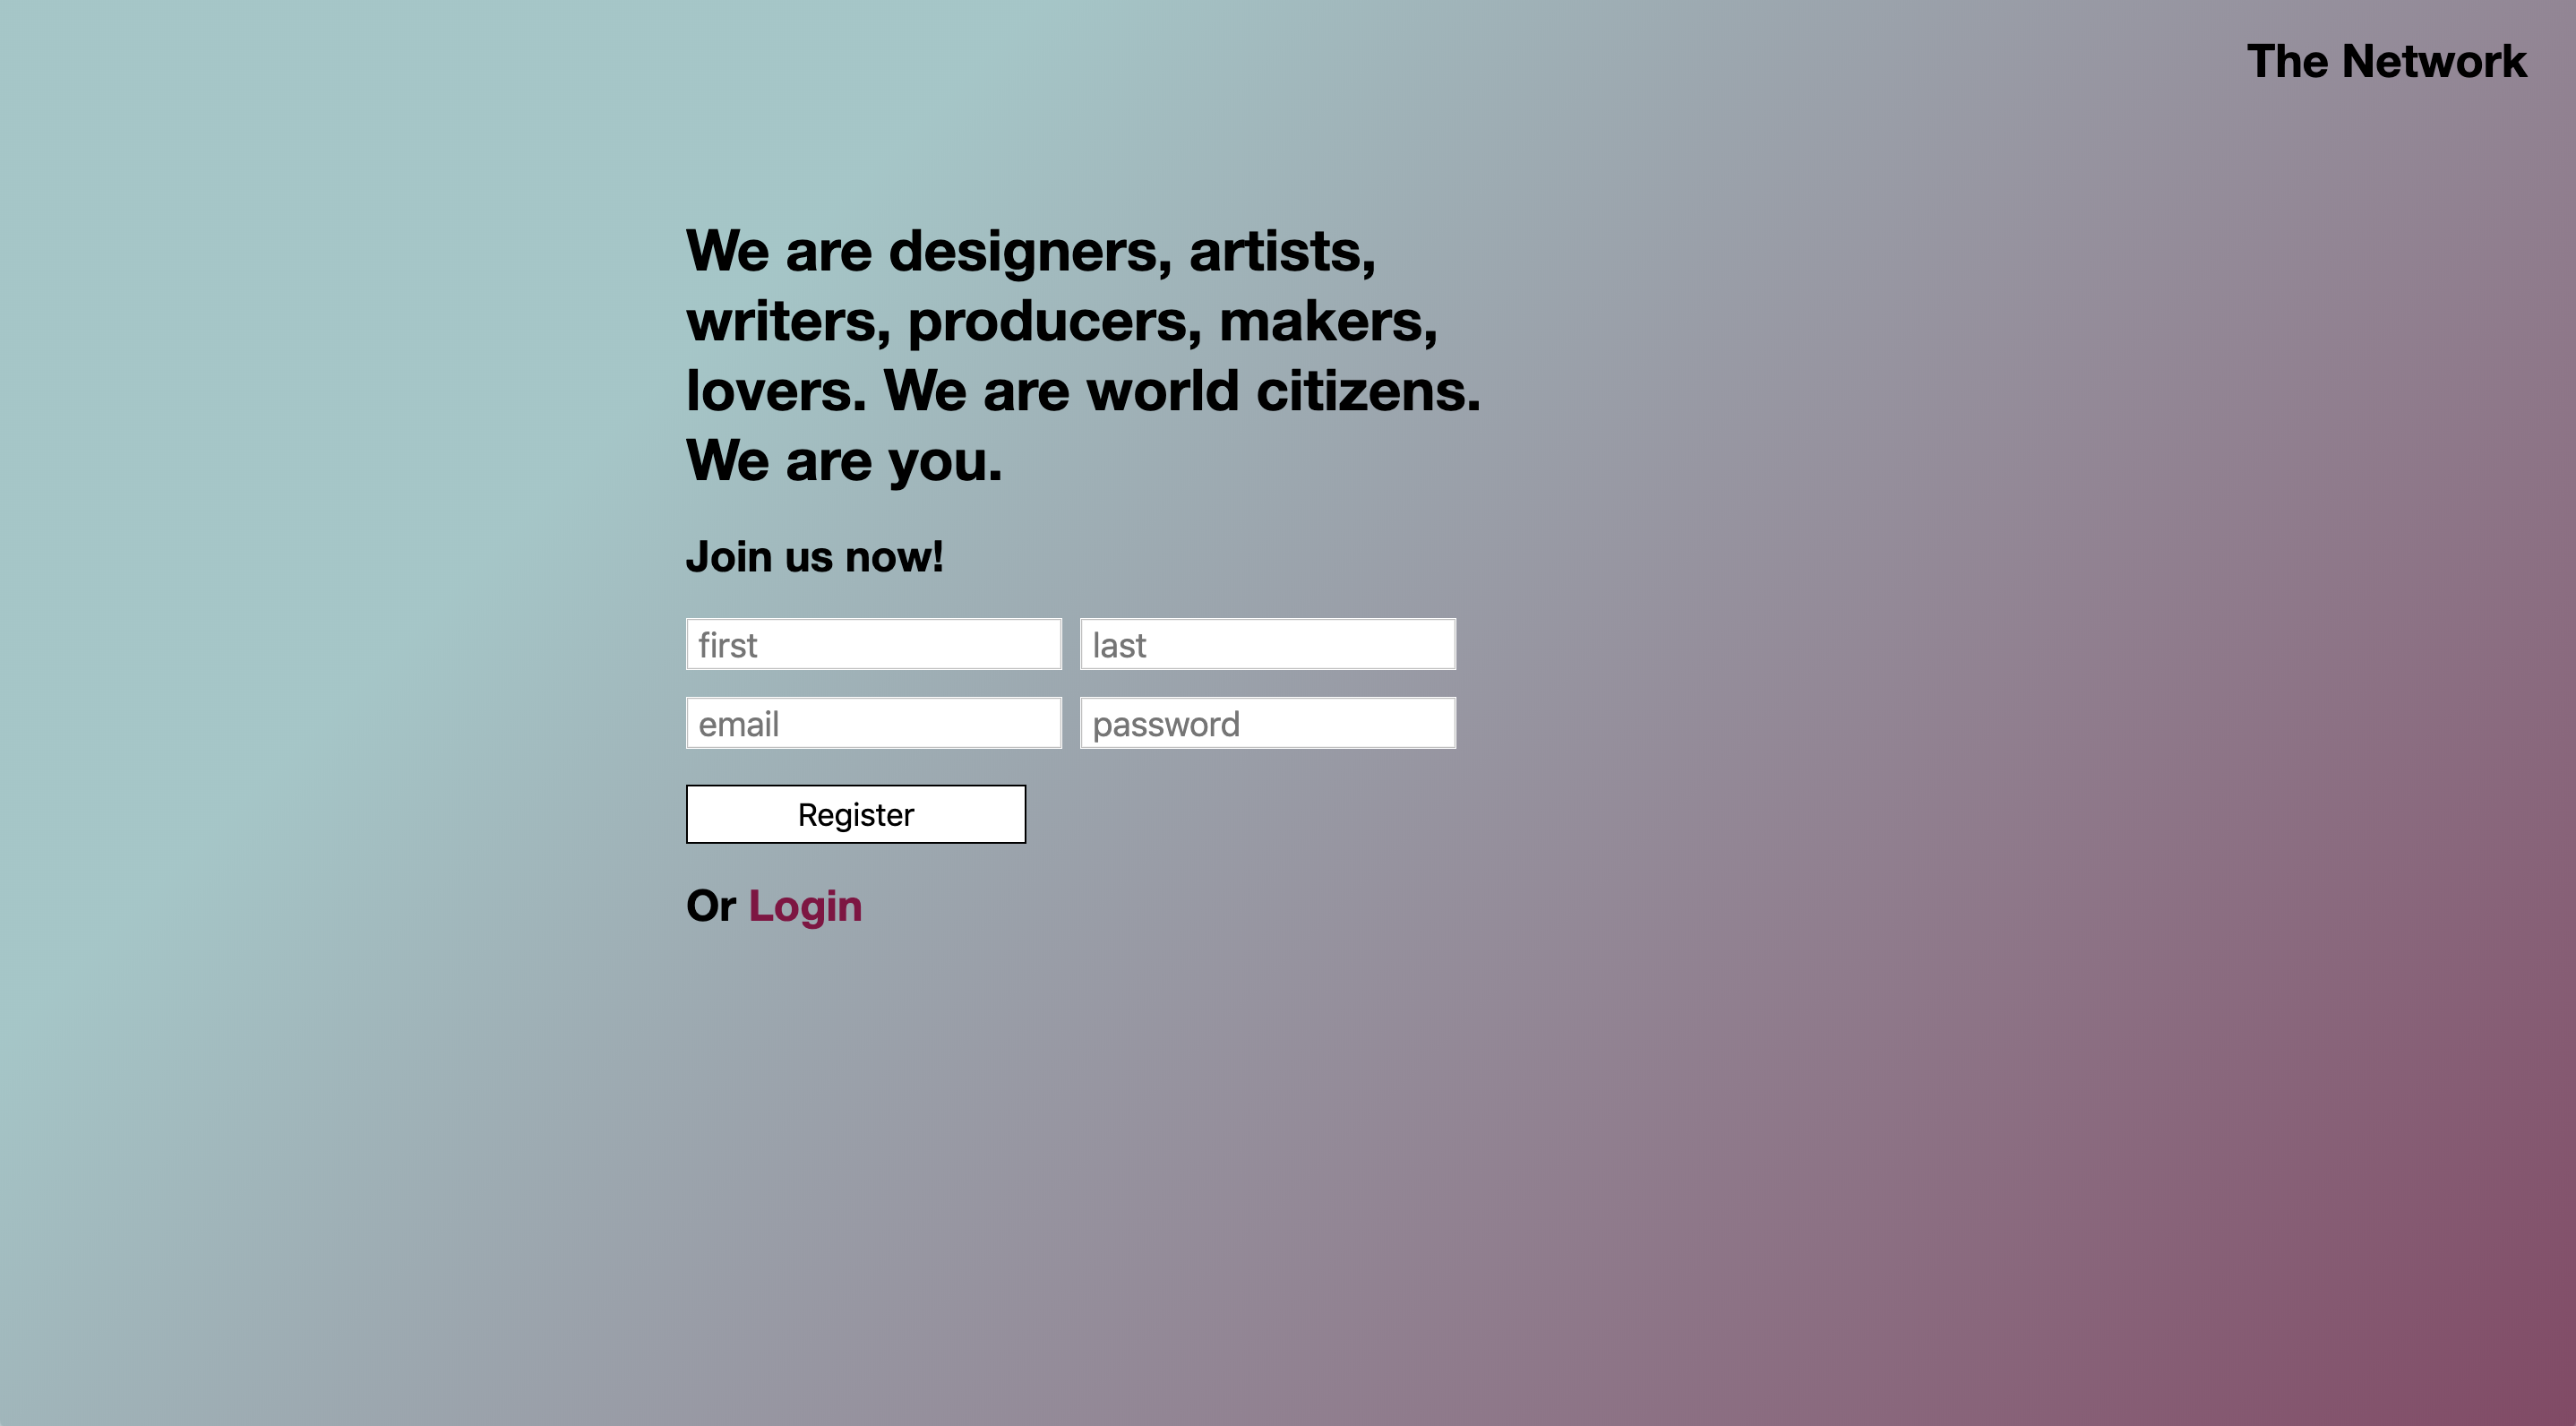 The Network
We are designers, artists,
writers, producers, makers,
lovers. We are world citizens.
We are you.
Join us now!
first last
email password
Register
Or Login